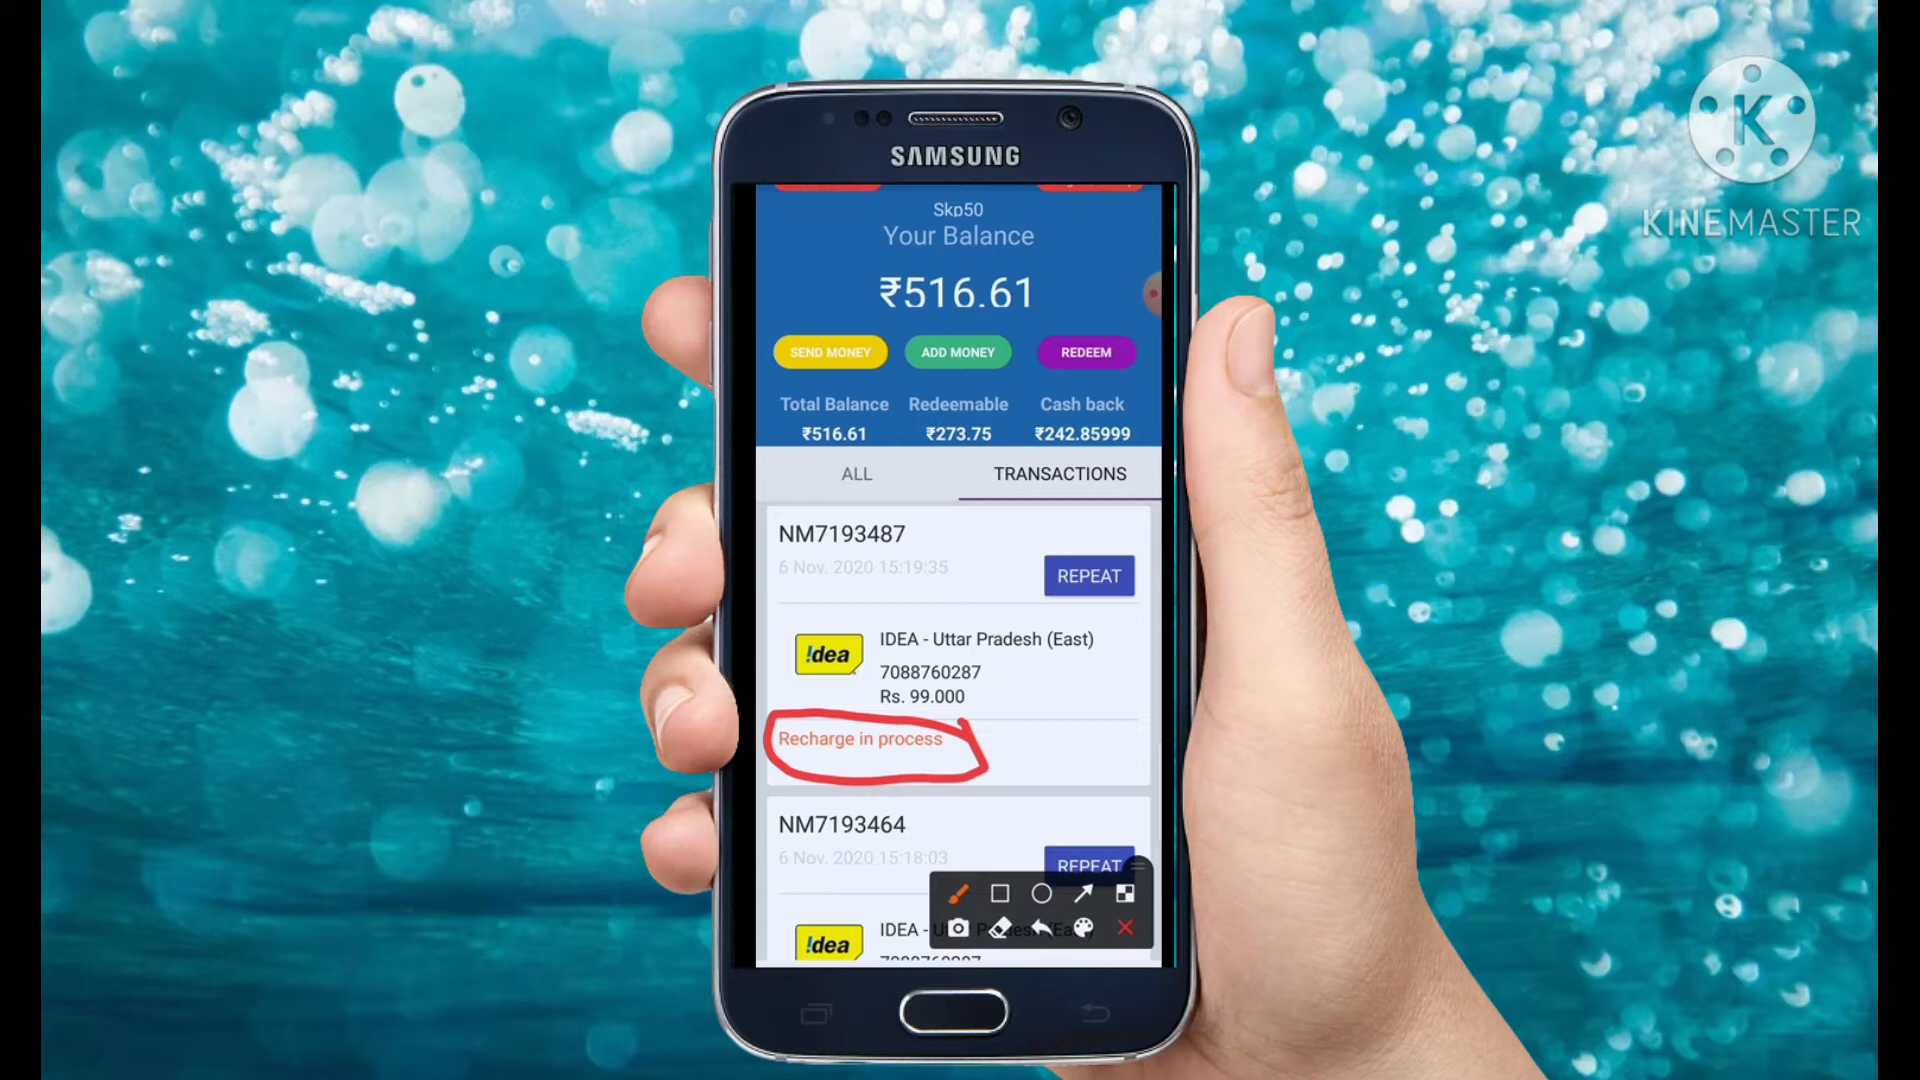 SAMSUNG
KINEMASTER
Skp50
Your Balance
₹516.61
SEND MONEY ADD MONEY REDEEM
Total Balance Redeemable Cash back
₹516.61 ₹273.75 ₹242.85999
ALL TRANSACTIONS
NM7193487
6 Nov. 2020 15:19:35
REPEAT
!dea
IDEA - Uttar Pradesh (East)
7088760287
Rs. 99.000
Recharge in process
NM7193464
6 Nov. 2020 15:18:03
REPEAT
!dea
IDEA -